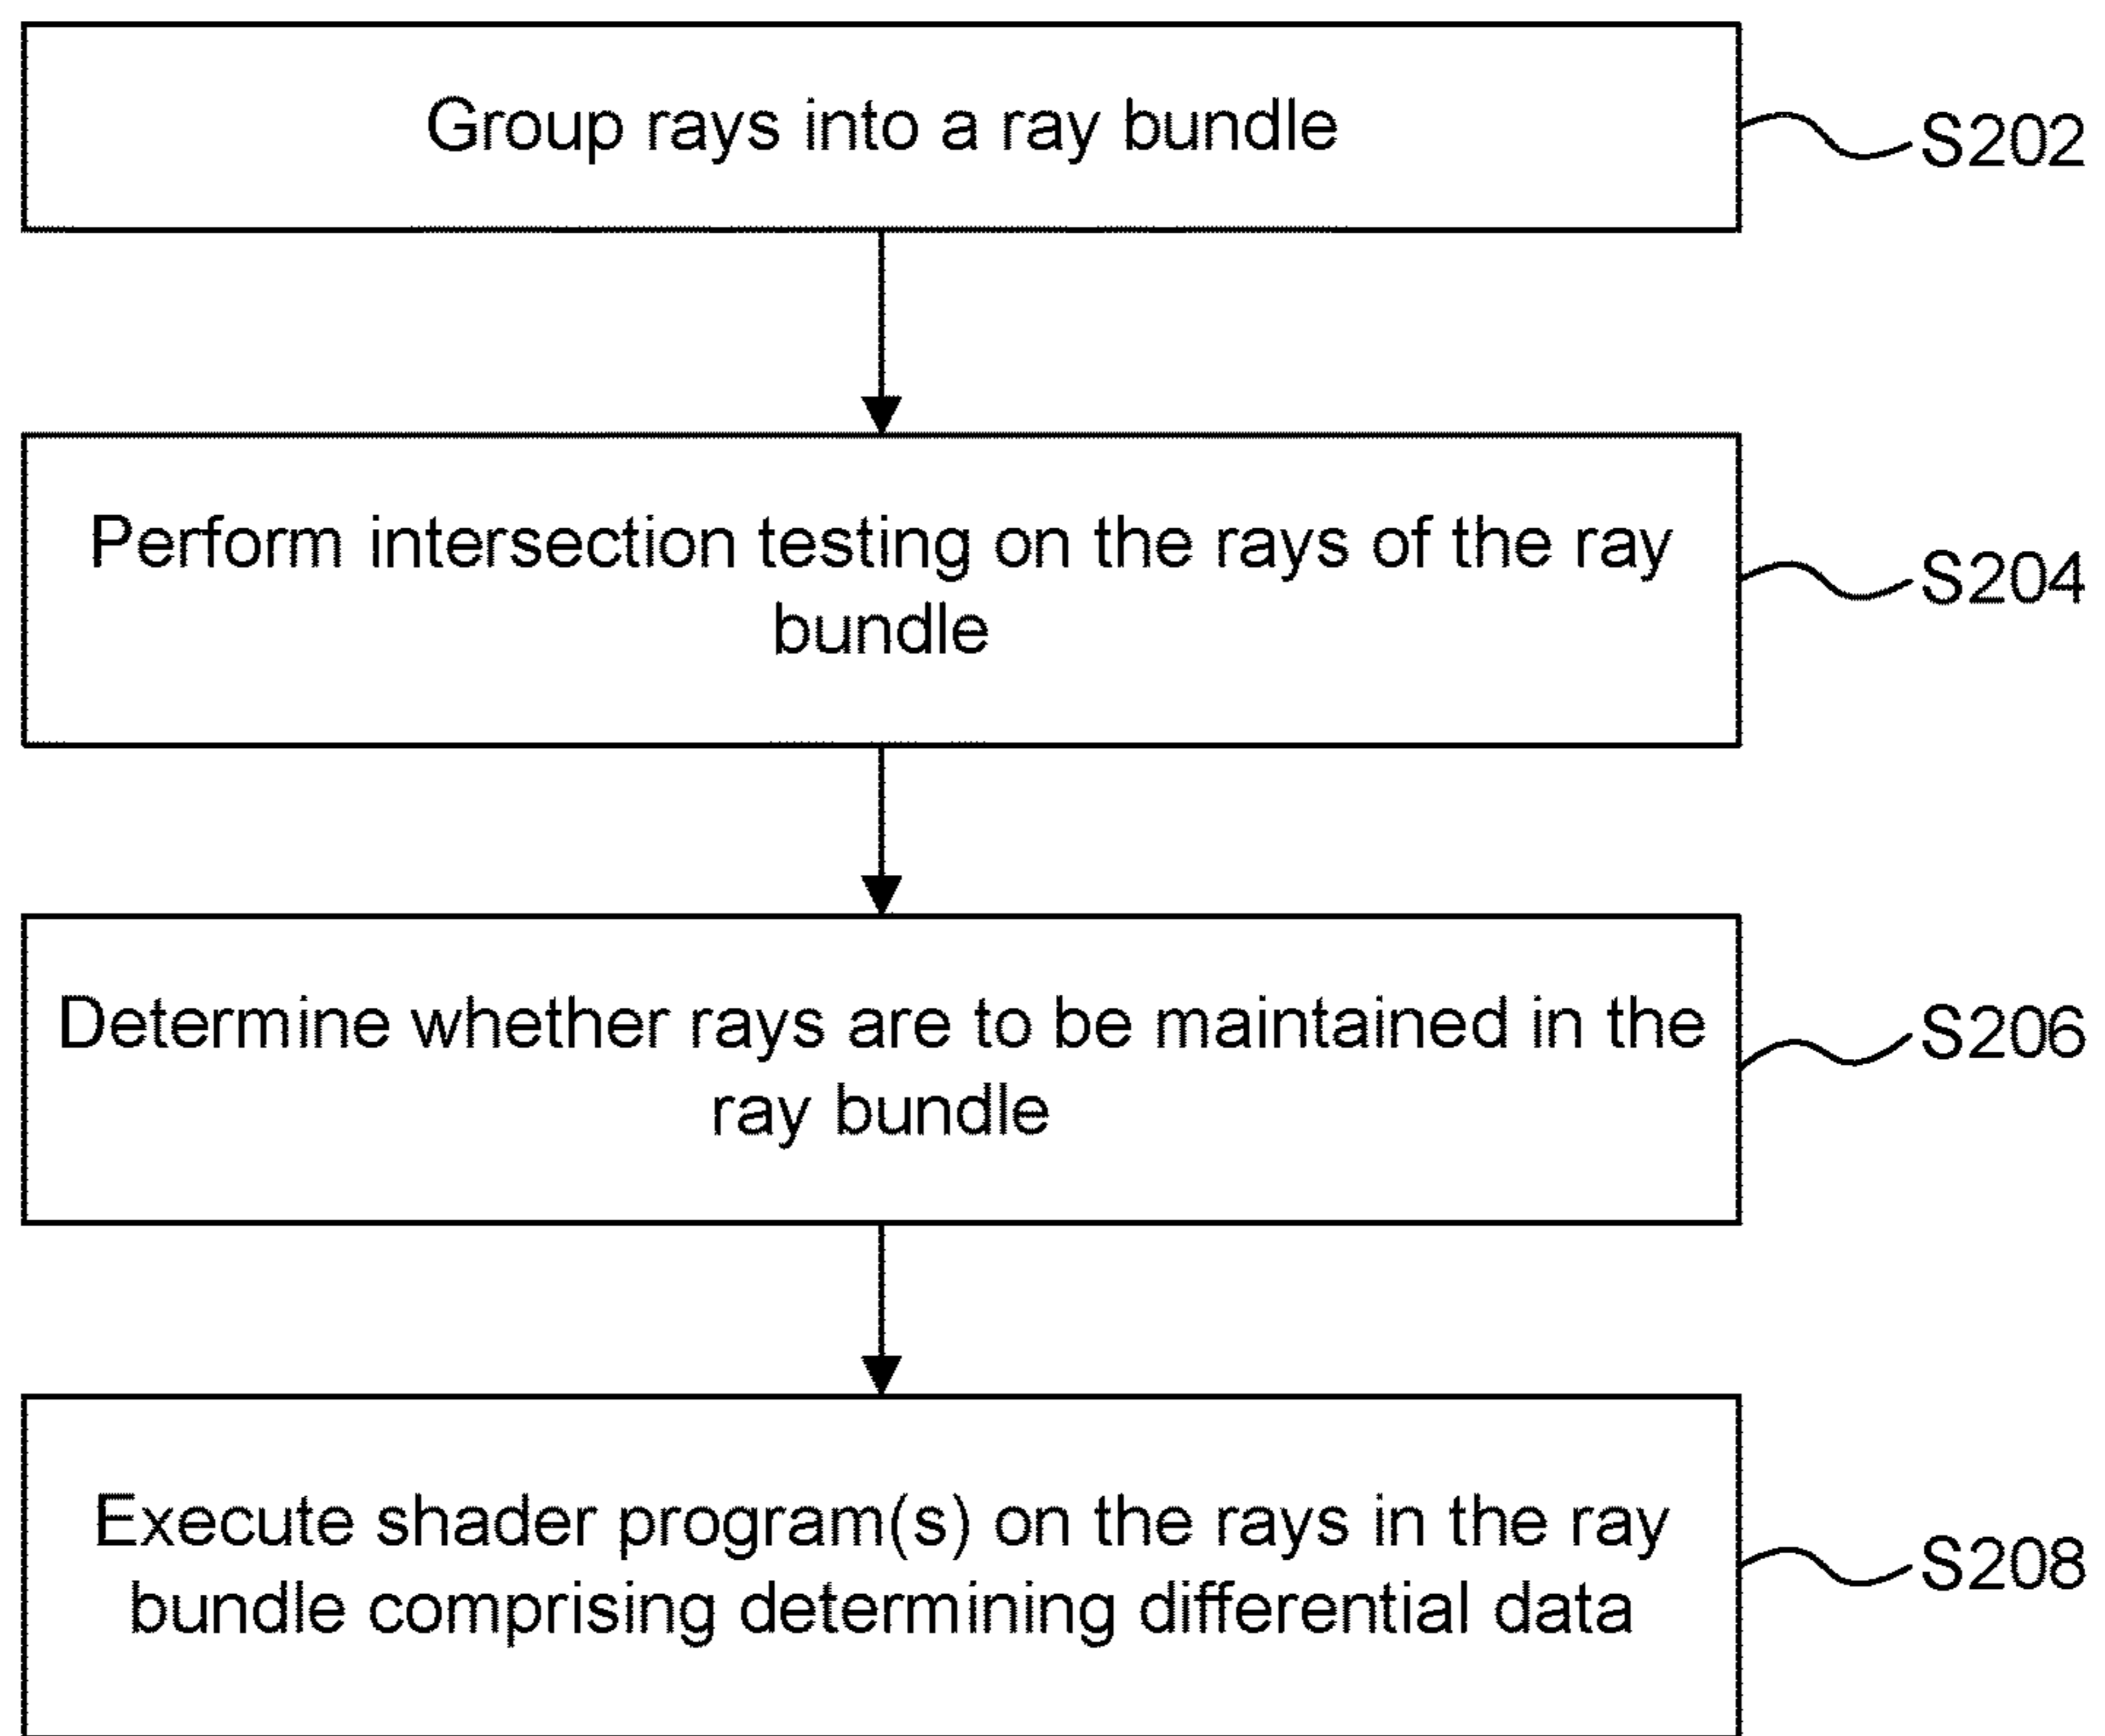 Group rays into a ray bundle
S202
Perform intersection testing on the rays of the ray
bundle
S204
Determine whether rays are to be maintained in the
ray bundle
S206
Execute shader program(s) on the rays in the ray
bundle comprising determining differential data
S208